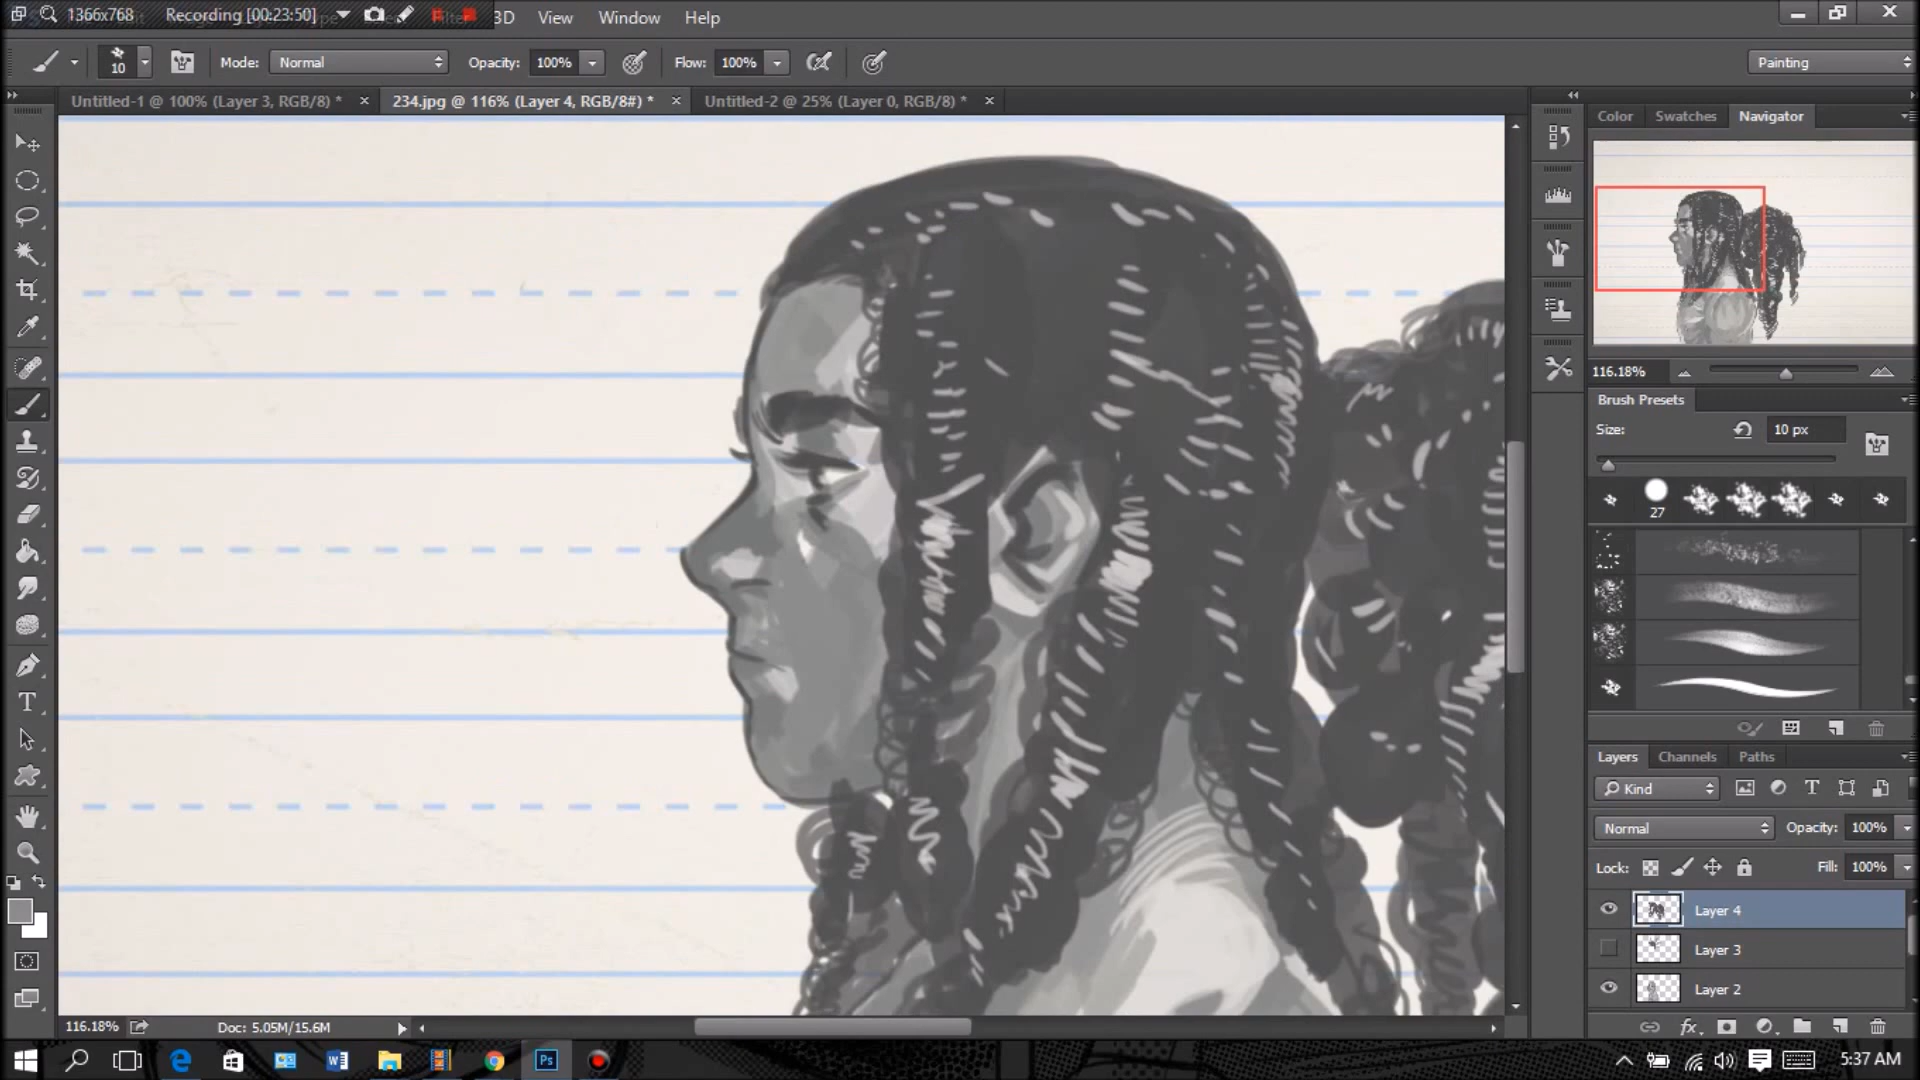 1366x768 Recording [00:23:50] Filter 3D View Window Help
10 Mode: Normal Opacity: 100% Flow: 100% Painting
Untitled-1 @ 100% (Layer 3, RGB/8) * 234.jpg @ 116% (Layer 4, RGB/8#) * Untitled-2 @ 25% (Layer 0, RGB/8) *
Color Swatches Navigator
116.18%
Brush Presets
Size: 10 px
27
Layers Channels Paths
Kind
Normal Opacity: 100%
Lock: Fill: 100%
Layer 4
Layer 3
Layer 2
116.18% Doc: 5.05M/15.6M
5:37 AM